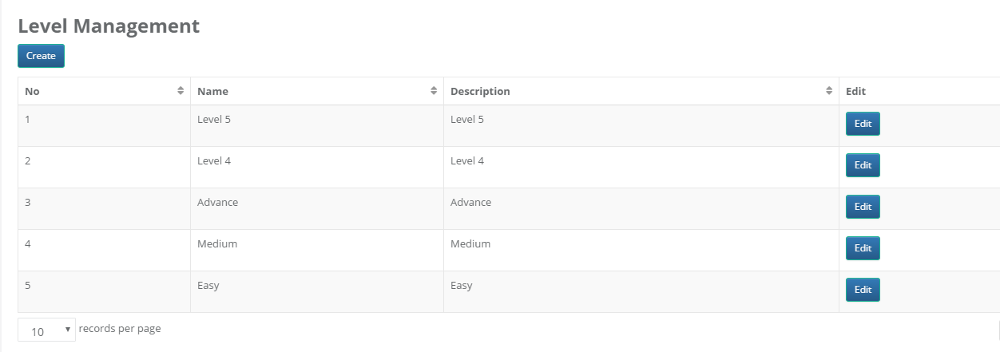 Level Management
Create
No Name Description Edit
1 Level 5 Level 5 Edit
2 Level 4 Level 4 Edit
3 Advance Advance Edit
4 Medium Medium Edit
5 Easy Easy Edit
10 records per page